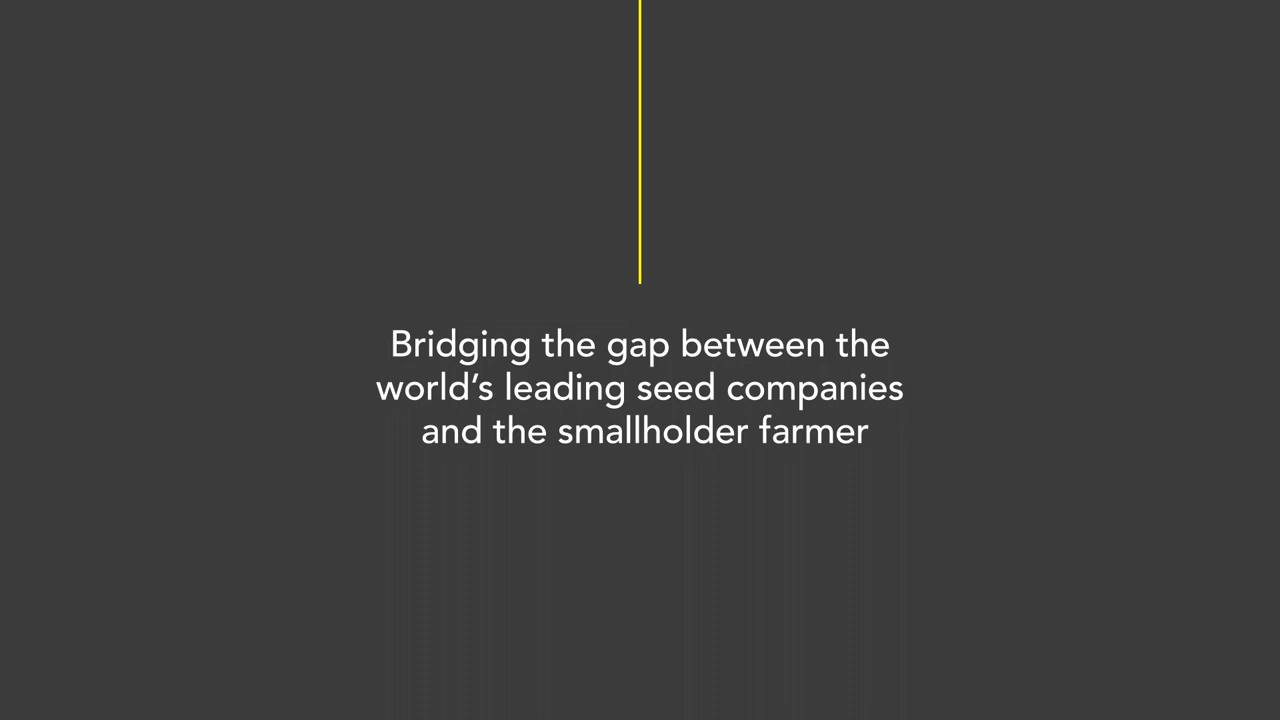 Bridging the gap between the
world’s leading seed companies
and the smallholder farmer